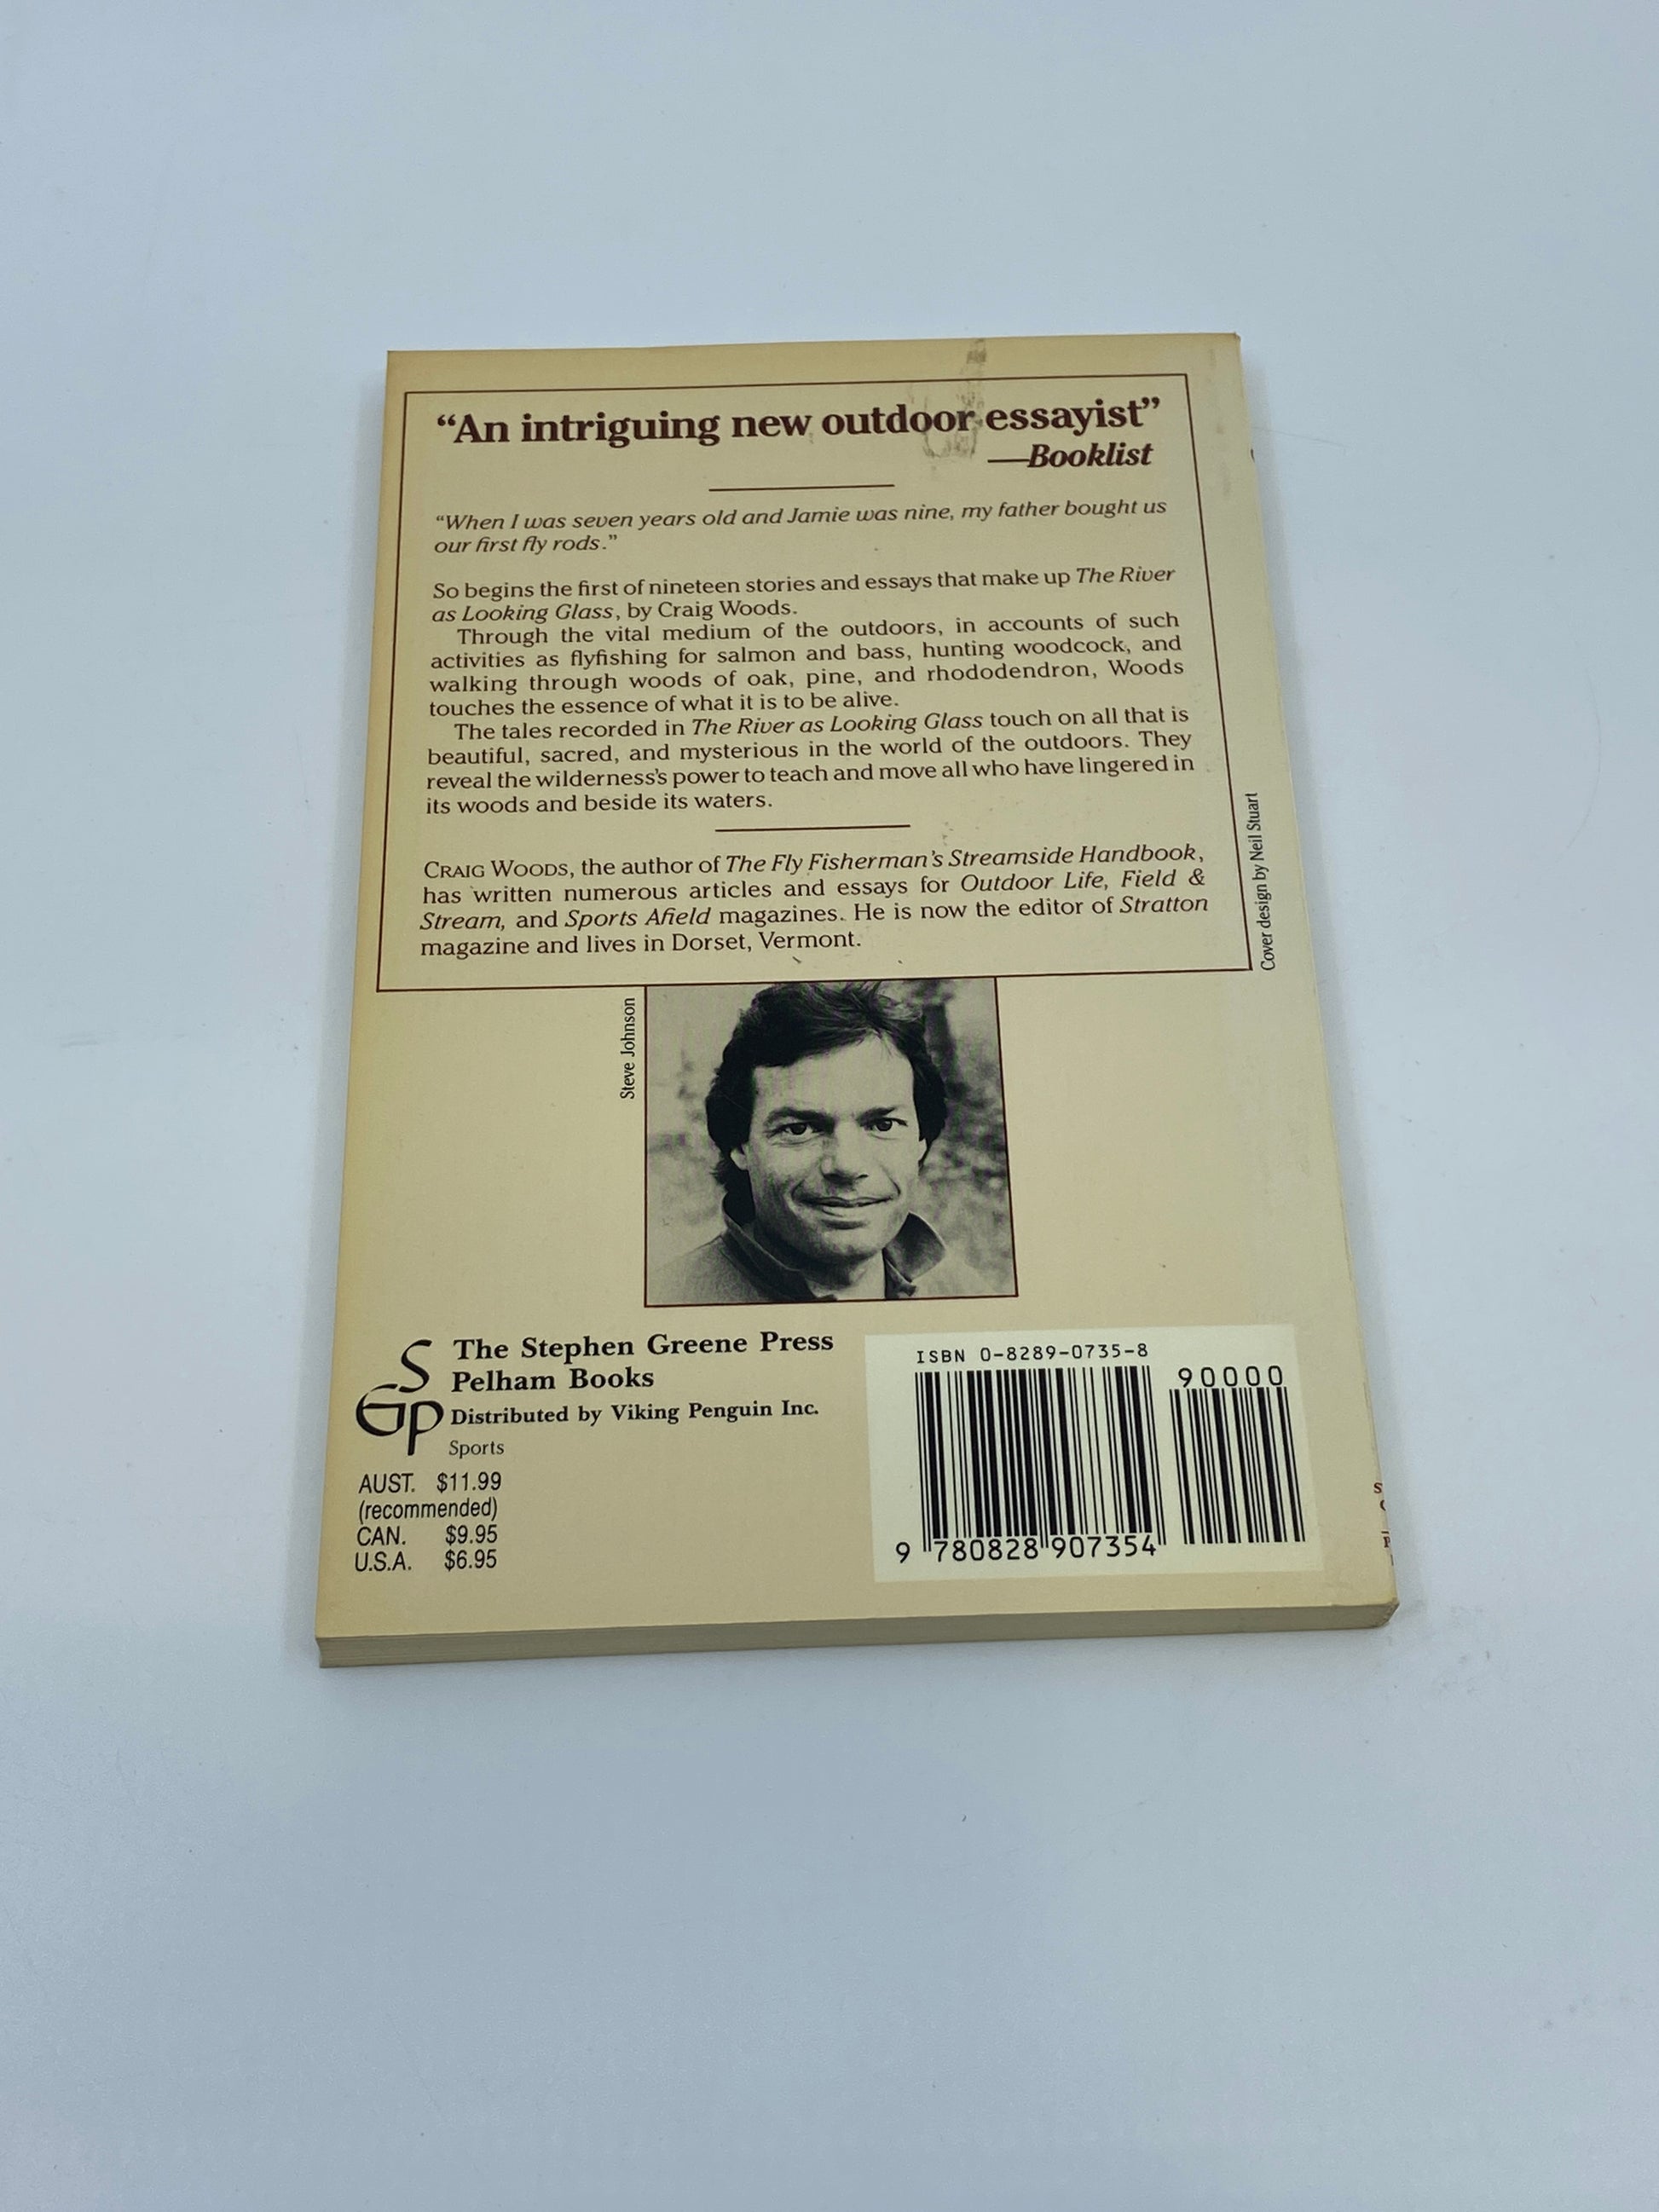 “An intriguing new outdoor essayist”
—Booklist
“When I was seven years old and Jamie was nine, my father bought us
our first fly rods.”
So begins the first of nineteen stories and essays that make up The River
as Looking Glass, by Craig Woods.
Through the vital medium of the outdoors, in accounts of such
activities as flyfishing for salmon and bass, hunting woodcock, and
walking through woods of oak, pine, and rhododendron, Woods
touches the essence of what it is to be alive.
The tales recorded in The River as Looking Glass touch on all that is
beautiful, sacred, and mysterious in the world of the outdoors. They
reveal the wilderness’s power to teach and move all who have lingered in
its woods and beside its waters.
CRAIG WOODS, the author of The Fly Fisherman’s Streamside Handbook,
has written numerous articles and essays for Outdoor Life, Field &
Stream, and Sports Afield magazines. He is now the editor of Stratton
magazine and lives in Dorset, Vermont.
Cover design by Neil Stuart
Steve Johnson
SGP
The Stephen Greene Press
Pelham Books
Distributed by Viking Penguin Inc.
Sports
AUST. $11.99
(recommended)
CAN. $9.95
U.S.A. $6.95
ISBN 0-8289-0735-8
90000
9 780828 907354